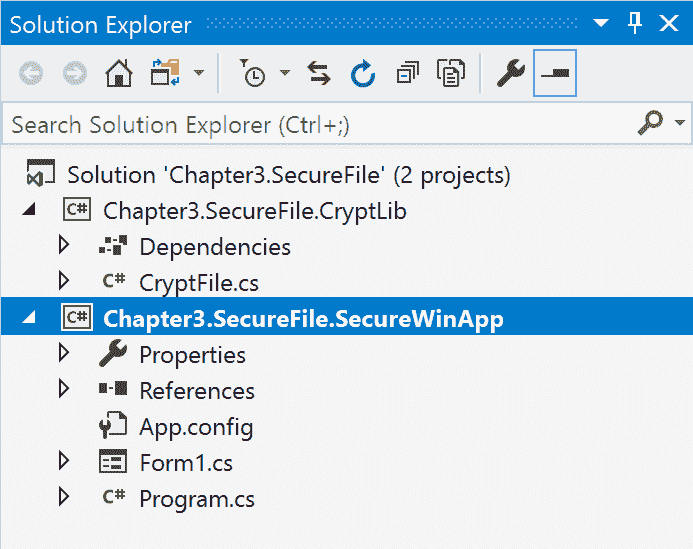 Solution Explorer
Search Solution Explorer (Ctrl+;)
Solution 'Chapter3.SecureFile' (2 projects)
C# Chapter3.SecureFile.CryptLib
Dependencies
C# CryptFile.cs
C# Chapter3.SecureFile.SecureWinApp
Properties
References
App.config
Form1.cs
C# Program.cs